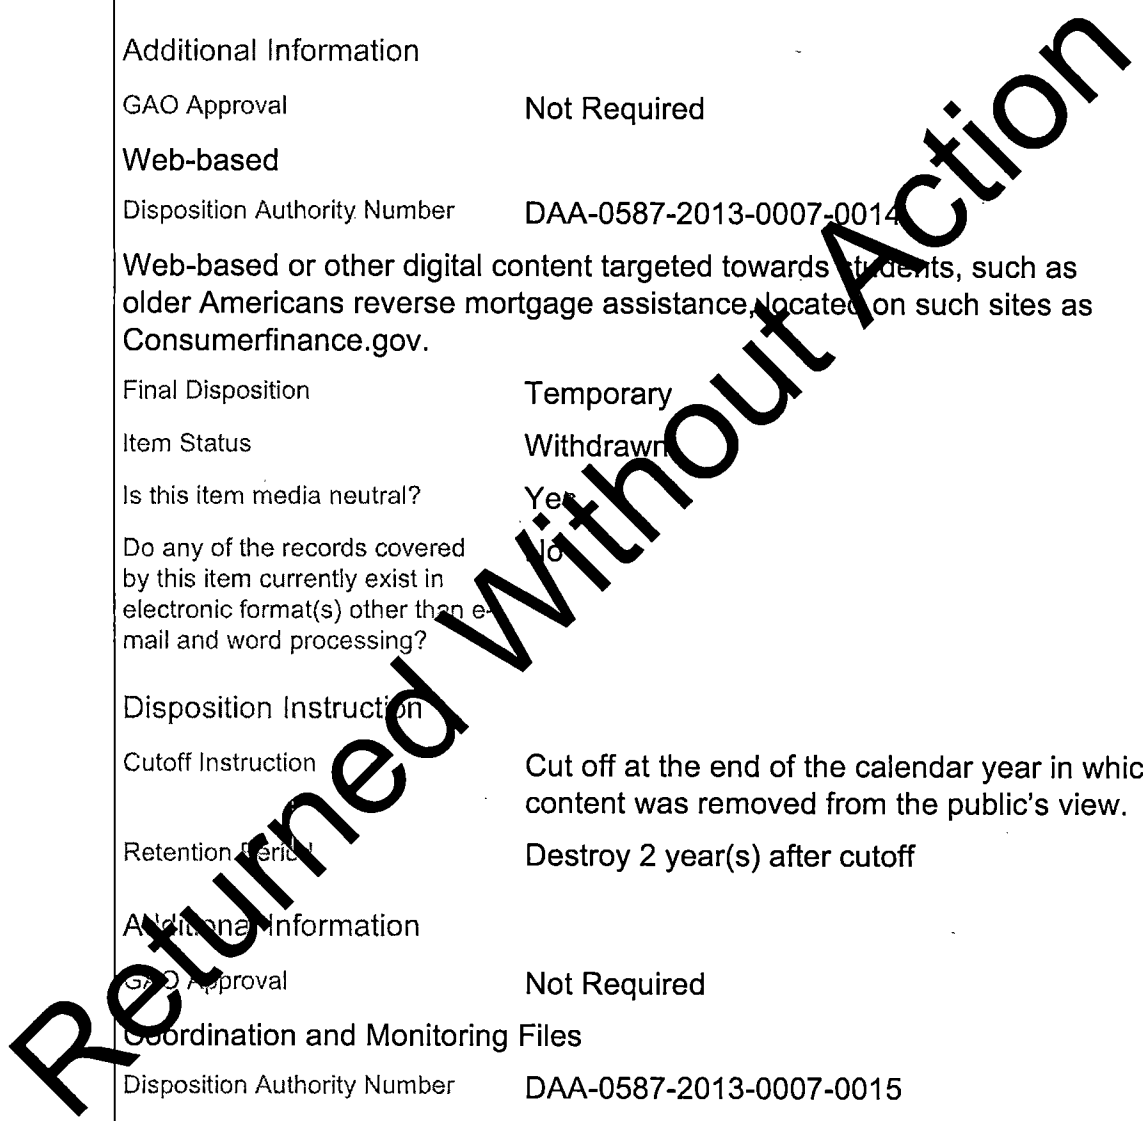 Additional Information
GAO Approval Not Required
Web-based
Disposition Authority Number DAA-0587-2013-0007-0014
Web-based or other digital content targeted towards students, such as
older Americans reverse mortgage assistance, located on such sites as
Consumerfinance.gov.
Final Disposition Temporary
Item Status Withdrawn
Is this item media neutral? Yes
Do any of the records covered No
by this item currently exist in
electronic format(s) other than e-
mail and word processing?
Disposition Instruction
Cutoff Instruction Cut off at the end of the calendar year in whic
content was removed from the public's view.
Retention Period Destroy 2 year(s) after cutoff
Additional Information
GAO Approval Not Required
Coordination and Monitoring Files
Disposition Authority Number DAA-0587-2013-0007-0015
Returned Without Action